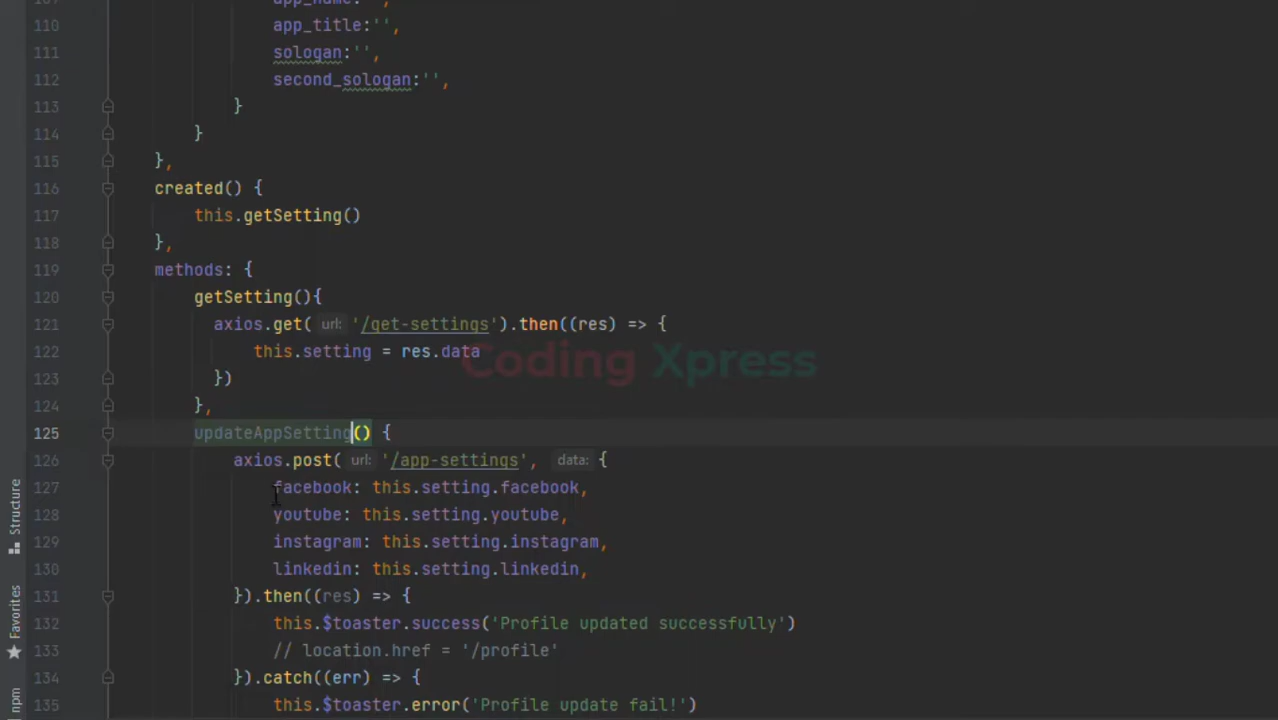 109 app_name:'',
110 app_title:'',
111 sologan:'',
112 second_sologan:'',
113 }
114 }
115 },
116 created() {
117 this.getSetting()
118 },
119 methods: {
120 getSetting(){
121 axios.get( url: '/get-settings').then((res) => {
122 this.setting = res.data
123 })
124 },
125 updateAppSetting() {
126 axios.post( url: '/app-settings', data: {
127 facebook: this.setting.facebook,
128 youtube: this.setting.youtube,
129 instagram: this.setting.instagram,
130 linkedin: this.setting.linkedin,
131 }).then((res) => {
132 this.$toaster.success('Profile updated successfully')
133 // location.href = '/profile'
134 }).catch((err) => {
135 this.$toaster.error('Profile update fail!')
Coding Xpress
Structure
Favorites
npm